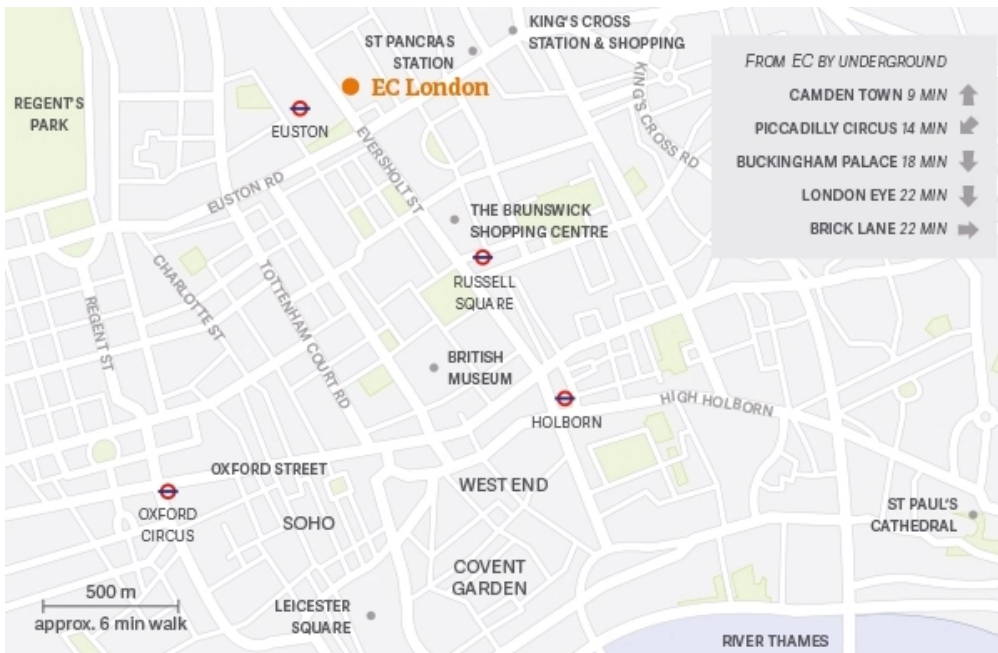 KING'S CROSS
STATION & SHOPPING
ST PANCRAS
STATION
EC London
REGENT'S
PARK
EUSTON
KING'S CROSS RD
EVERSHOLT ST
EUSTON RD
FROM EC BY UNDERGROUND
CAMDEN TOWN 9 MIN
PICCADILLY CIRCUS 14 MIN
BUCKINGHAM PALACE 18 MIN
LONDON EYE 22 MIN
BRICK LANE 22 MIN
THE BRUNSWICK
SHOPPING CENTRE
RUSSELL
SQUARE
CHARLOTTE ST
TOTTENHAM COURT RD
REGENT ST
BRITISH
MUSEUM
HOLBORN
HIGH HOLBORN
OXFORD STREET
WEST END
OXFORD
CIRCUS
SOHO
ST PAUL'S
CATHEDRAL
COVENT
GARDEN
500 m
approx. 6 min walk
LEICESTER
SQUARE
RIVER THAMES